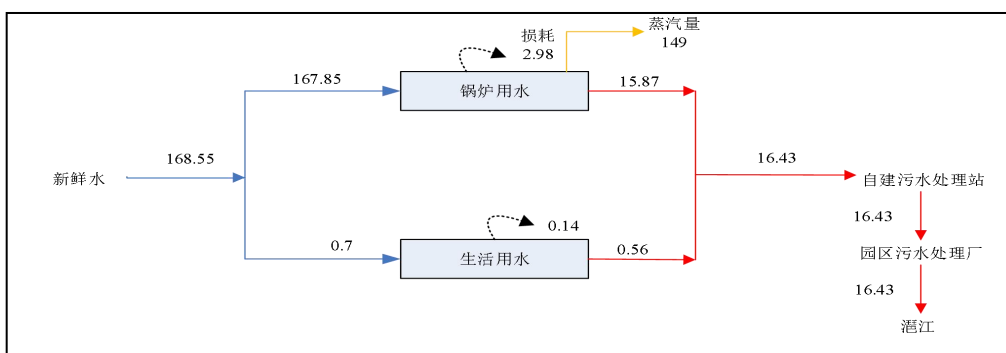 蒸汽量
149
损耗
2.98
167.85
锅炉用水
15.87
新鲜水
168.55
16.43
自建污水处理站
16.43
0.7
生活用水
0.14
0.56
园区污水处理厂
16.43
滍江